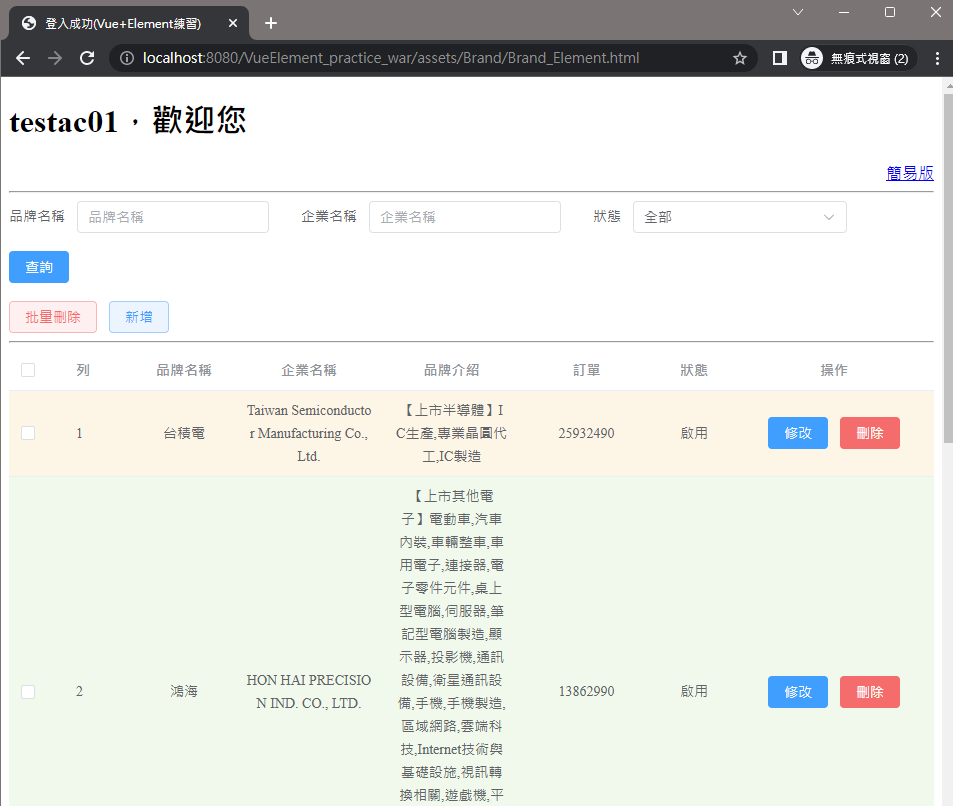 登入成功(Vue+Element練習)
localhost:8080/VueElement_practice_war/assets/Brand/Brand_Element.html
無痕式視窗 (2)
testac01，歡迎您
簡易版
品牌名稱 品牌名稱 企業名稱 企業名稱 狀態 全部
查詢
批量刪除 新增
列 品牌名稱 企業名稱 品牌介紹 訂單 狀態 操作
Taiwan Semiconducto
r Manufacturing Co.,
Ltd.
【上市半導體】I
C生產,專業晶圓代
工,IC製造
1 台積電 25932490 啟用 修改 刪除
【上市其他電
子】電動車,汽車
內裝,車輛整車,車
用電子,連接器,電
子零件元件,桌上
型電腦,伺服器,筆
記型電腦製造,顯
示器,投影機,通訊
設備,衛星通訊設
備,手機,手機製造,
區域網路,雲端科
技,Internet技術與
基礎設施,視訊轉
換相關,遊戲機,平
HON HAI PRECISIO
N IND. CO., LTD.
2 鴻海 13862990 啟用 修改 刪除